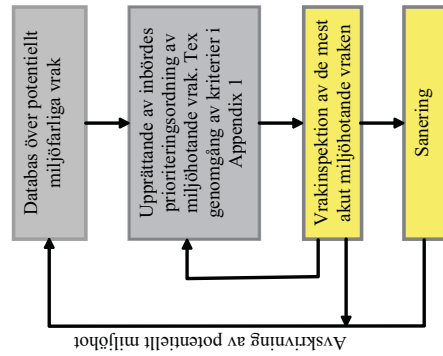 Databas över potentiellt
miljöfarliga vrak
Upprättande av inbördes
prioriteringsordning av
miljöhotande vrak. Tex
genomgång av kriterier i
Appendix 1
Vrakinspektion av de mest
akut miljöhotande vraken
Sanering
Avskrivning av potentiellt miljöhot